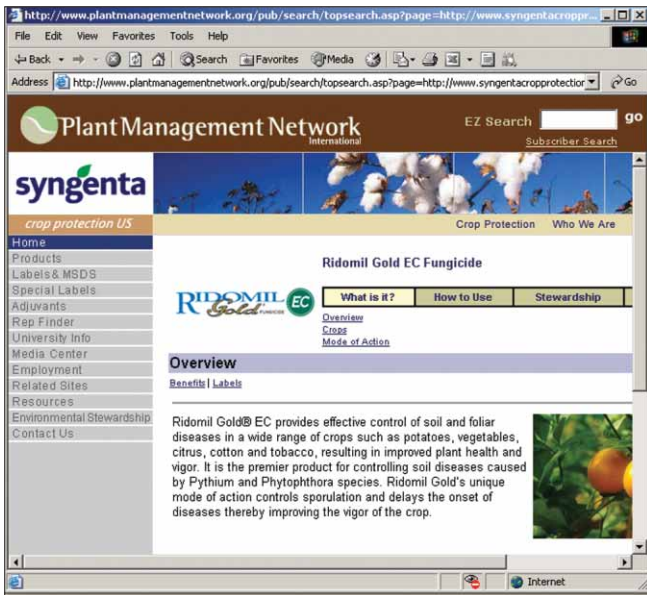 http://www.plantmanagementnetwork.org/pub/search/topsearch.asp?page=http://www.syngentacroppr...
File Edit View Favorites Tools Help
Back Search Favorites Media
Address http://www.plantmanagementnetwork.org/pub/search/topsearch.asp?page=http://www.syngentacropprotection Go
Plant Management Network
International
EZ Search go
Subscriber Search
syngenta
crop protection US
Crop Protection Who We Are
Home
Products
Labels & MSDS
Special Labels
Adjuvants
Rep Finder
University Info
Media Center
Employment
Related Sites
Resources
Environmental Stewardship
Contact Us
Ridomil Gold EC Fungicide
RIDOMIL
Gold FUNGICIDE EC
What is it? How to Use Stewardship
Overview
Crops
Mode of Action
Overview
Benefits | Labels
Ridomil Gold® EC provides effective control of soil and foliar
diseases in a wide range of crops such as potatoes, vegetables,
citrus, cotton and tobacco, resulting in improved plant health and
vigor. It is the premier product for controlling soil diseases caused
by Pythium and Phytophthora species. Ridomil Gold's unique
mode of action controls sporulation and delays the onset of
diseases thereby improving the vigor of the crop.
Internet